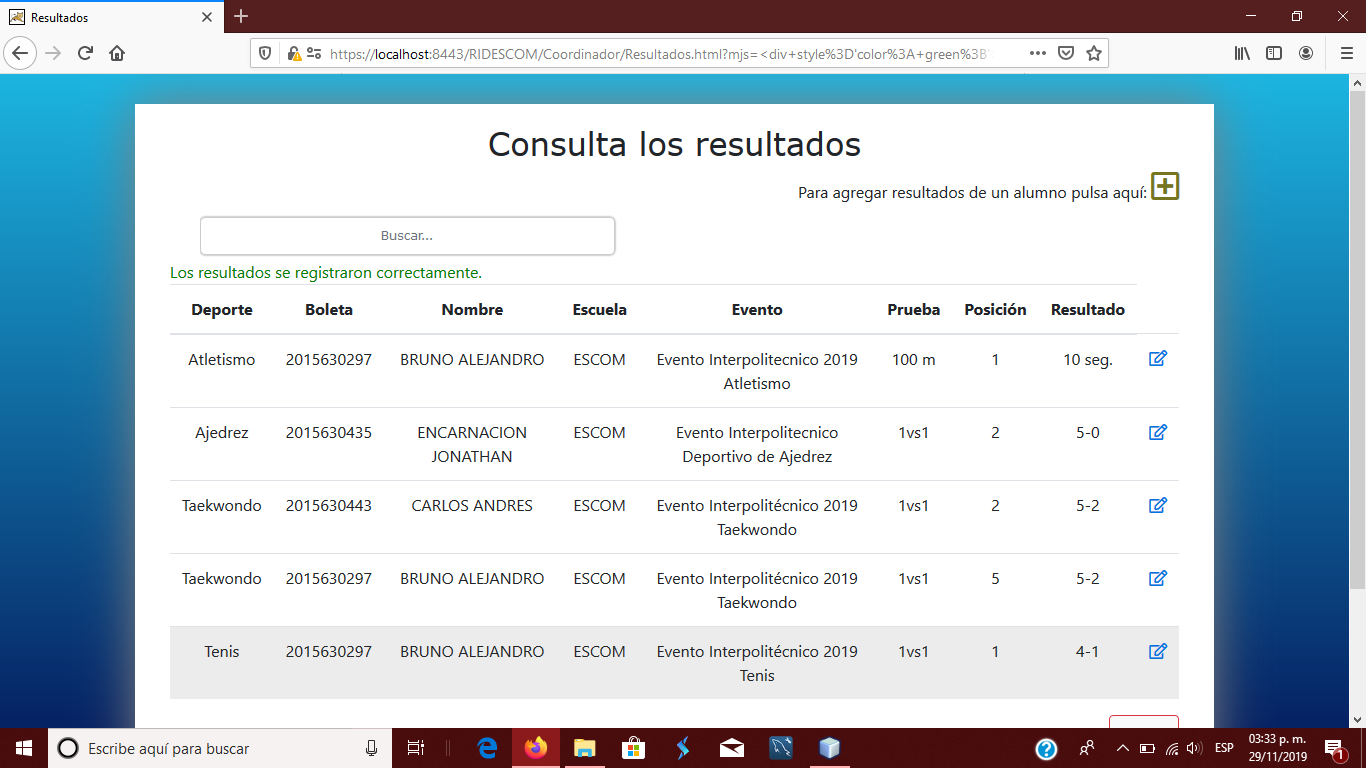 Resultados
https://localhost:8443/RIDESCOM/Coordinador/Resultados.html?mjs=<div+style%3D'color%3A+green%3B'
Consulta los resultados
Para agregar resultados de un alumno pulsa aquí:
Buscar...
Los resultados se registraron correctamente.
Deporte Boleta Nombre Escuela Evento Prueba Posición Resultado
Atletismo 2015630297 BRUNO ALEJANDRO ESCOM Evento Interpolitecnico 2019 100 m 1 10 seg.
Atletismo
Ajedrez 2015630435 ENCARNACION ESCOM Evento Interpolitecnico 1vs1 2 5-0
JONATHAN Deportivo de Ajedrez
Taekwondo 2015630443 CARLOS ANDRES ESCOM Evento Interpolitécnico 2019 1vs1 2 5-2
Taekwondo
Taekwondo 2015630297 BRUNO ALEJANDRO ESCOM Evento Interpolitécnico 2019 1vs1 5 5-2
Taekwondo
Tenis 2015630297 BRUNO ALEJANDRO ESCOM Evento Interpolitécnico 2019 1vs1 1 4-1
Tenis
Escribe aquí para buscar
ESP
03:33 p. m.
29/11/2019
1